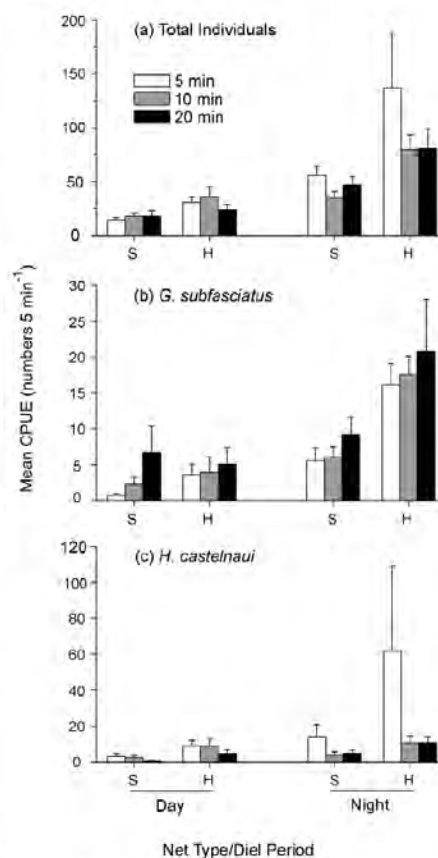 (a) Total Individuals
5 min
10 min
20 min
200
150
100
50
0
S
H
S
H
(b) G. subfasciatus
30
25
20
15
10
5
0
S
H
S
H
Mean CPUE (numbers 5 min⁻¹)
(c) H. castelnaui
120
100
80
60
40
20
0
S
H
S
H
Day
Night
Net Type/Diel Period